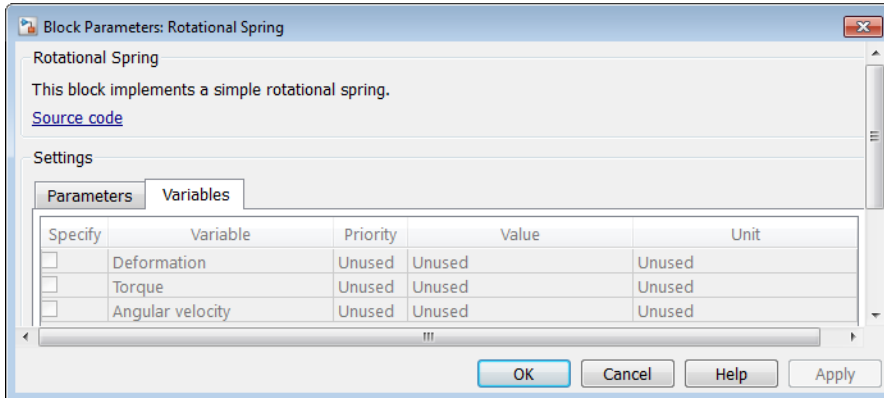 Block Parameters: Rotational Spring
Rotational Spring
This block implements a simple rotational spring.
Source code
Settings
Parameters Variables
Specify Variable Priority Value Unit
Deformation Unused Unused Unused
Torque Unused Unused Unused
Angular velocity Unused Unused Unused
OK Cancel Help Apply